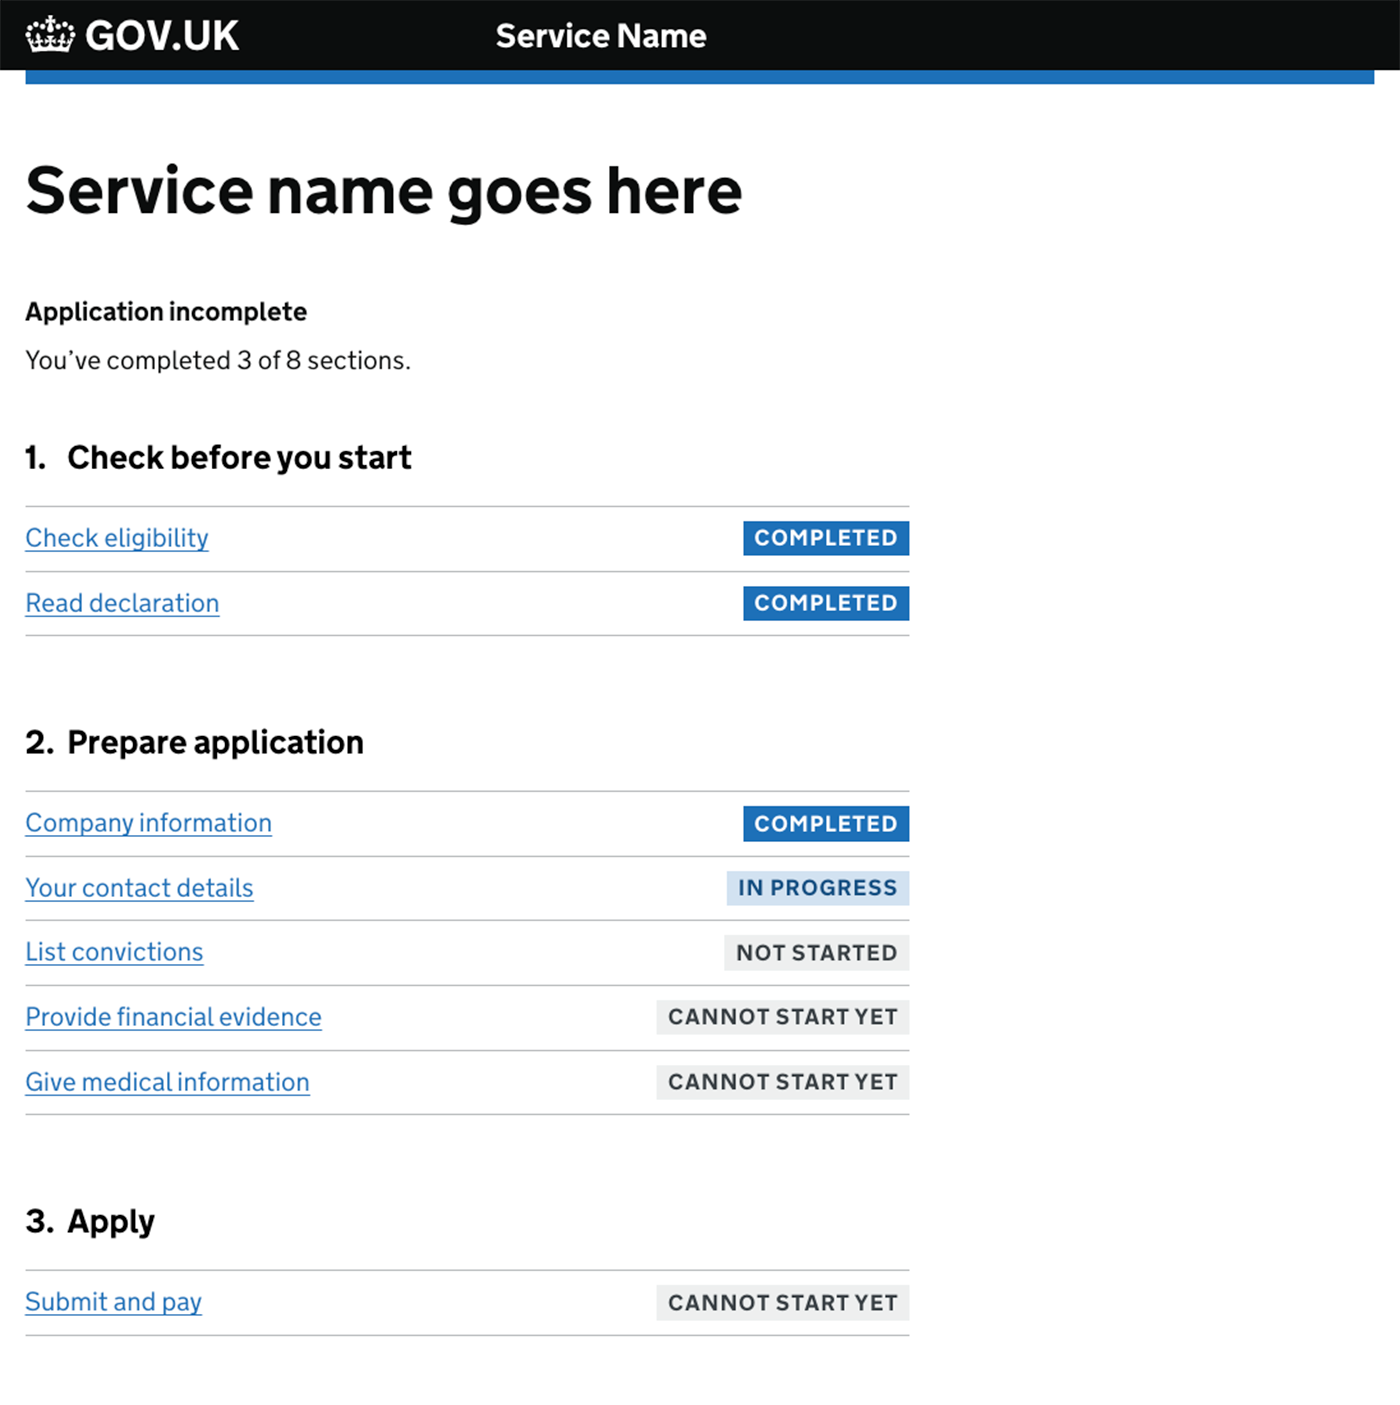 GOV.UK Service Name
Service name goes here
Application incomplete
You’ve completed 3 of 8 sections.
1. Check before you start
Check eligibility COMPLETED
Read declaration COMPLETED
2. Prepare application
Company information COMPLETED
Your contact details IN PROGRESS
List convictions NOT STARTED
Provide financial evidence CANNOT START YET
Give medical information CANNOT START YET
3. Apply
Submit and pay CANNOT START YET